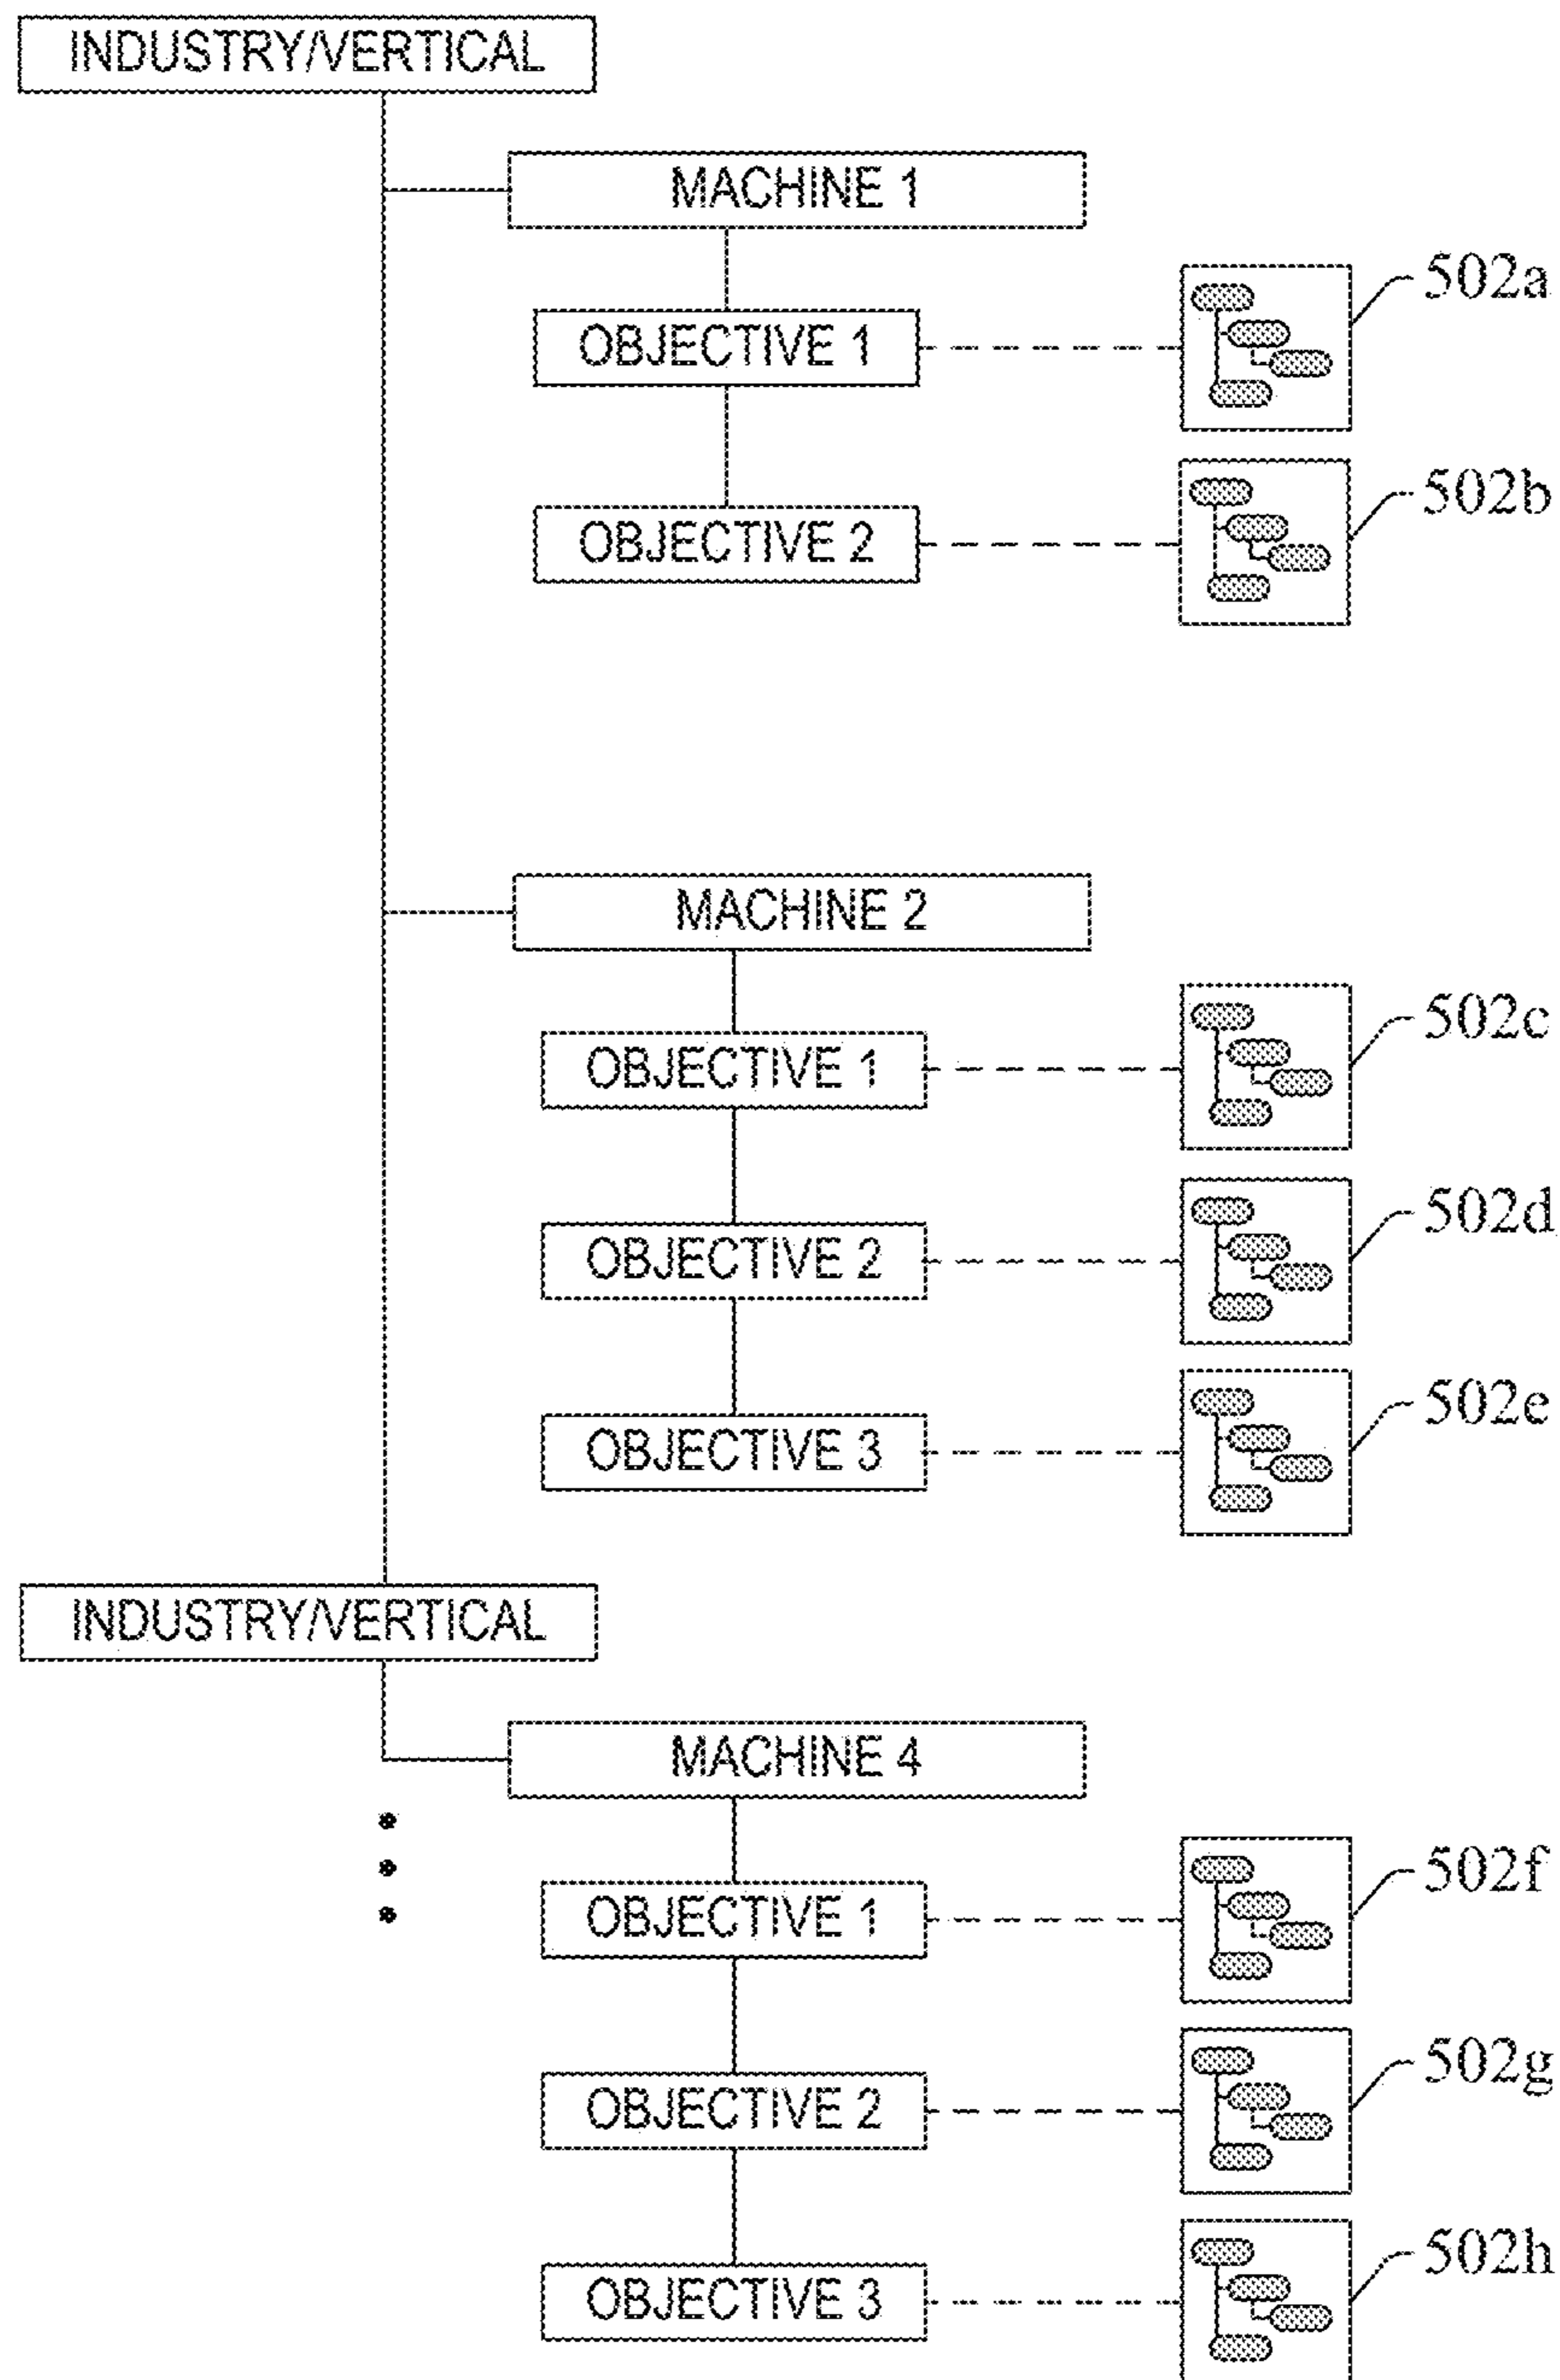 INDUSTRY/VERTICAL
MACHINE 1
502a
OBJECTIVE 1
502b
OBJECTIVE 2
MACHINE 2
502c
OBJECTIVE 1
502d
OBJECTIVE 2
502e
OBJECTIVE 3
INDUSTRY/VERTICAL
MACHINE 4
502f
OBJECTIVE 1
502g
OBJECTIVE 2
502h
OBJECTIVE 3